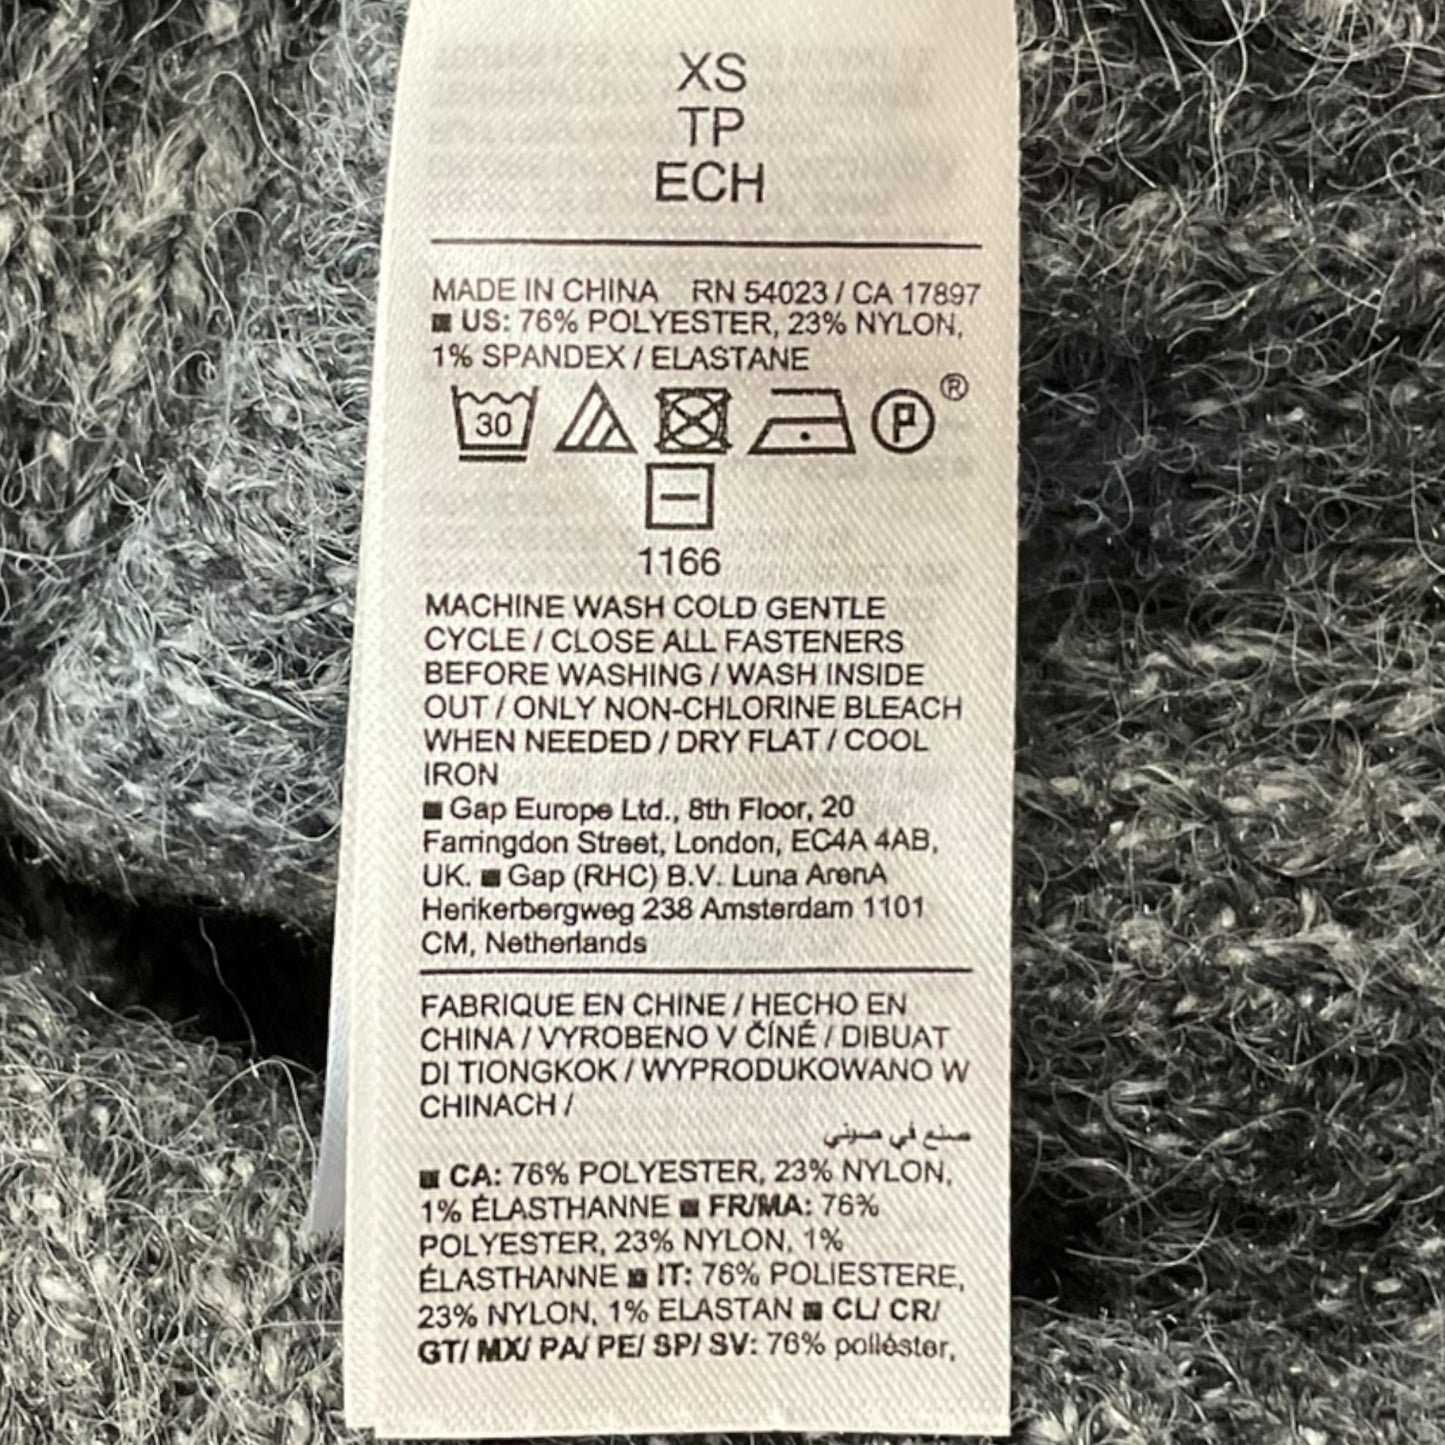 XS
TP
ECH
MADE IN CHINA RN 54023 / CA 17897
■ US: 76% POLYESTER, 23% NYLON,
1% SPANDEX / ELASTANE
30 P ®
1166
MACHINE WASH COLD GENTLE
CYCLE / CLOSE ALL FASTENERS
BEFORE WASHING / WASH INSIDE
OUT / ONLY NON-CHLORINE BLEACH
WHEN NEEDED / DRY FLAT / COOL
IRON
■ Gap Europe Ltd., 8th Floor, 20
Farringdon Street, London, EC4A 4AB,
UK. ■ Gap (RHC) B.V. Luna ArenA
Herikerbergweg 238 Amsterdam 1101
CM, Netherlands
FABRIQUE EN CHINE / HECHO EN
CHINA / VYROBENO V ČÍNÉ / DIBUAT
DI TIONGKOK / WYPRODUKOWANO W
CHINACH /
صنع في صيني
■ CA: 76% POLYESTER, 23% NYLON,
1% ÉLASTHANNE ■ FR/MA: 76%
POLYESTER, 23% NYLON, 1%
ÉLASTHANNE ■ IT: 76% POLIESTERE,
23% NYLON, 1% ELASTAN ■ CL/ CR/
GT/ MX/ PA/ PE/ SP/ SV: 76% poliéster,